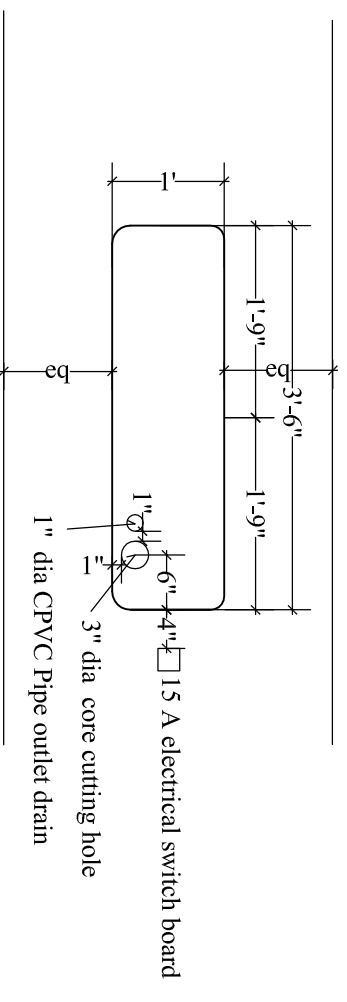 3'-6"
1'-9"
1'-9"
eq
1'
eq
6"
4"
15 A electrical switch board
1"
1"
3" dia core cutting hole
1" dia CPVC Pipe outlet drain